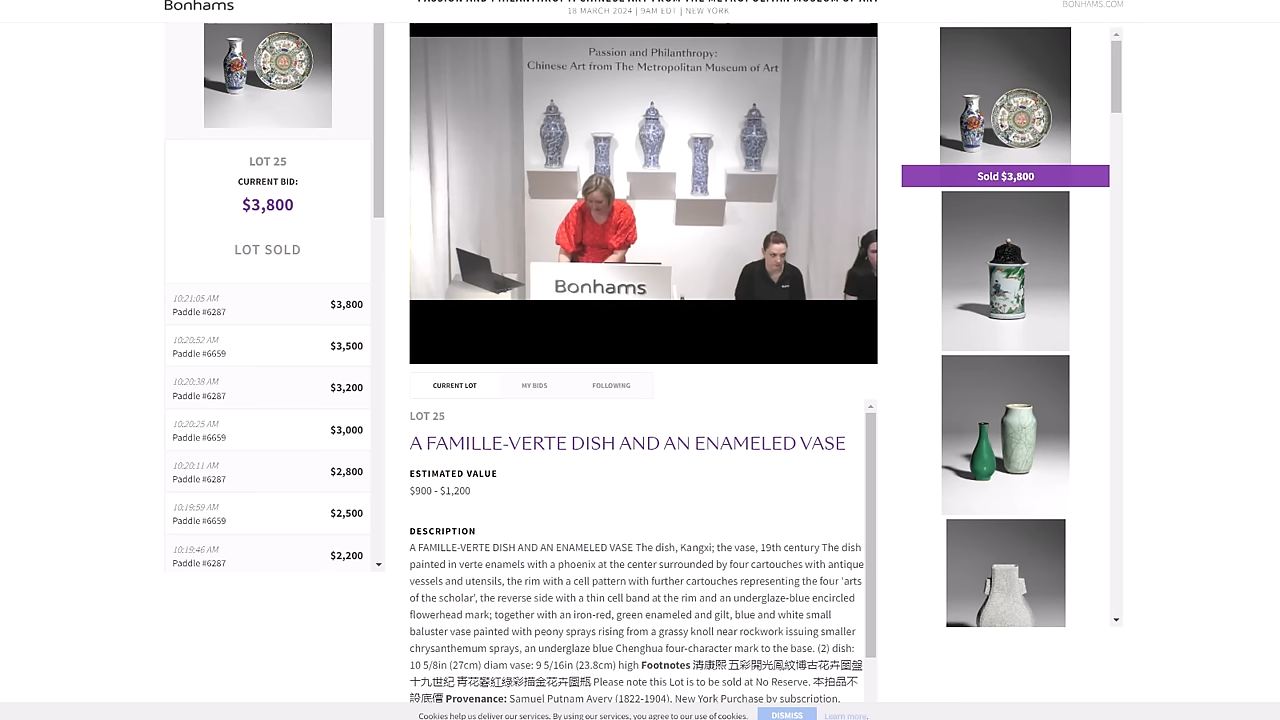 Bonhams
18 MARCH 2024 | 9AM EDT | NEW YORK
BONHAMS.COM
LOT 25
CURRENT BID:
$3,800
LOT SOLD
10:21:05 AM
Paddle #6287
$3,800
10:20:52 AM
Paddle #6659
$3,500
10:20:38 AM
Paddle #6287
$3,200
10:20:25 AM
Paddle #6659
$3,000
10:20:11 AM
Paddle #6287
$2,800
10:19:59 AM
Paddle #6659
$2,500
10:19:46 AM
Paddle #6287
$2,200
Passion and Philanthropy:
Chinese Art from The Metropolitan Museum of Art
Bonhams
CURRENT LOT
MY BIDS
FOLLOWING
LOT 25
A FAMILLE-VERTE DISH AND AN ENAMELED VASE
ESTIMATED VALUE
$900 - $1,200
DESCRIPTION
A FAMILLE-VERTE DISH AND AN ENAMELED VASE The dish, Kangxi; the vase, 19th century The dish
painted in verte enamels with a phoenix at the center surrounded by four cartouches with antique
vessels and utensils, the rim with a cell pattern with further cartouches representing the four 'arts
of the scholar', the reverse side with a thin cell band at the rim and an underglaze-blue encircled
flowerhead mark; together with an iron-red, green enameled and gilt, blue and white small
baluster vase painted with peony sprays rising from a grassy knoll near rockwork issuing smaller
chrysanthemum sprays, an underglaze blue Chenghua four-character mark to the base. (2) dish:
10 5/8in (27cm) diam vase: 9 5/16in (23.8cm) high Footnotes 清康熙 五彩開光鳳紋博古花卉圖盤
十九世紀 青花礬紅綠彩描金花卉圖瓶 Please note this Lot is to be sold at No Reserve. 本拍品不
設底價 Provenance: Samuel Putnam Avery (1822-1904), New York Purchase by subscription,
Sold $3,800
Cookies help us deliver our services. By using our services, you agree to our use of cookies.
DISMISS
Learn more.